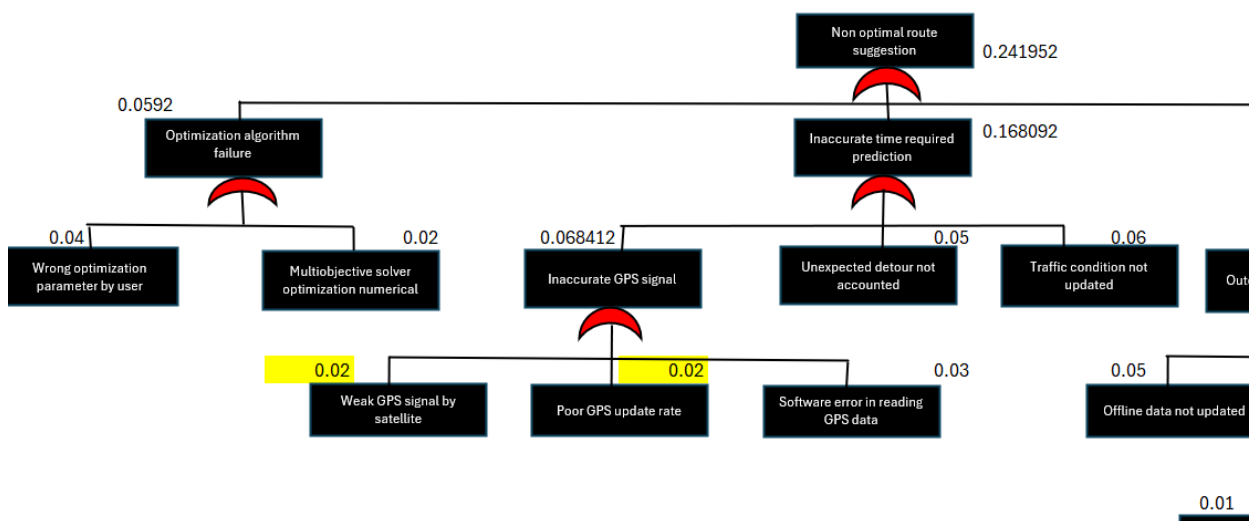 Non optimal route
suggestion
0.241952
0.0592
Optimization algorithm
failure
Inaccurate time required
prediction
0.168092
0.04
0.02
0.068412
0.05
0.06
Wrong optimization
parameter by user
Multiobjective solver
optimization numerical
Inaccurate GPS signal
Unexpected detour not
accounted
Traffic condition not
updated
0.02
0.02
0.03
0.05
Weak GPS signal by
satellite
Poor GPS update rate
Software error in reading
GPS data
Offline data not updated
0.01